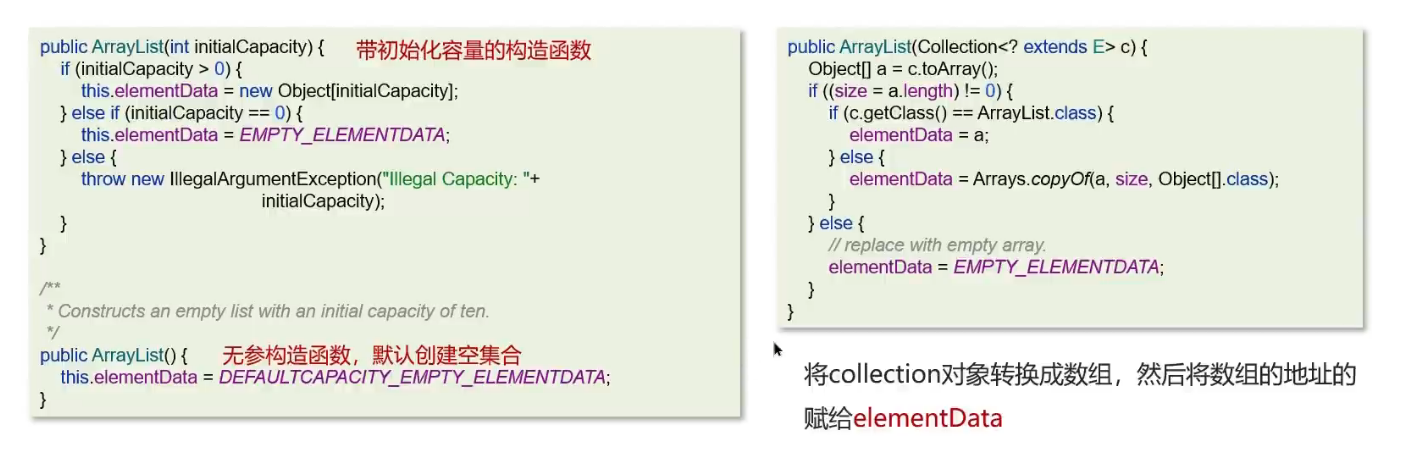 public ArrayList(int initialCapacity) { 带初始化容量的构造函数
if (initialCapacity > 0) {
this.elementData = new Object[initialCapacity];
} else if (initialCapacity == 0) {
this.elementData = EMPTY_ELEMENTDATA;
} else {
throw new IllegalArgumentException("Illegal Capacity: "+
initialCapacity);
}
}
/**
* Constructs an empty list with an initial capacity of ten.
*/
public ArrayList() { 无参构造函数，默认创建空集合
this.elementData = DEFAULTCAPACITY_EMPTY_ELEMENTDATA;
}
public ArrayList(Collection<? extends E> c) {
Object[] a = c.toArray();
if ((size = a.length) != 0) {
if (c.getClass() == ArrayList.class) {
elementData = a;
} else {
elementData = Arrays.copyOf(a, size, Object[].class);
}
} else {
// replace with empty array.
elementData = EMPTY_ELEMENTDATA;
}
}
将collection对象转换成数组，然后将数组的地址的
赋给elementData